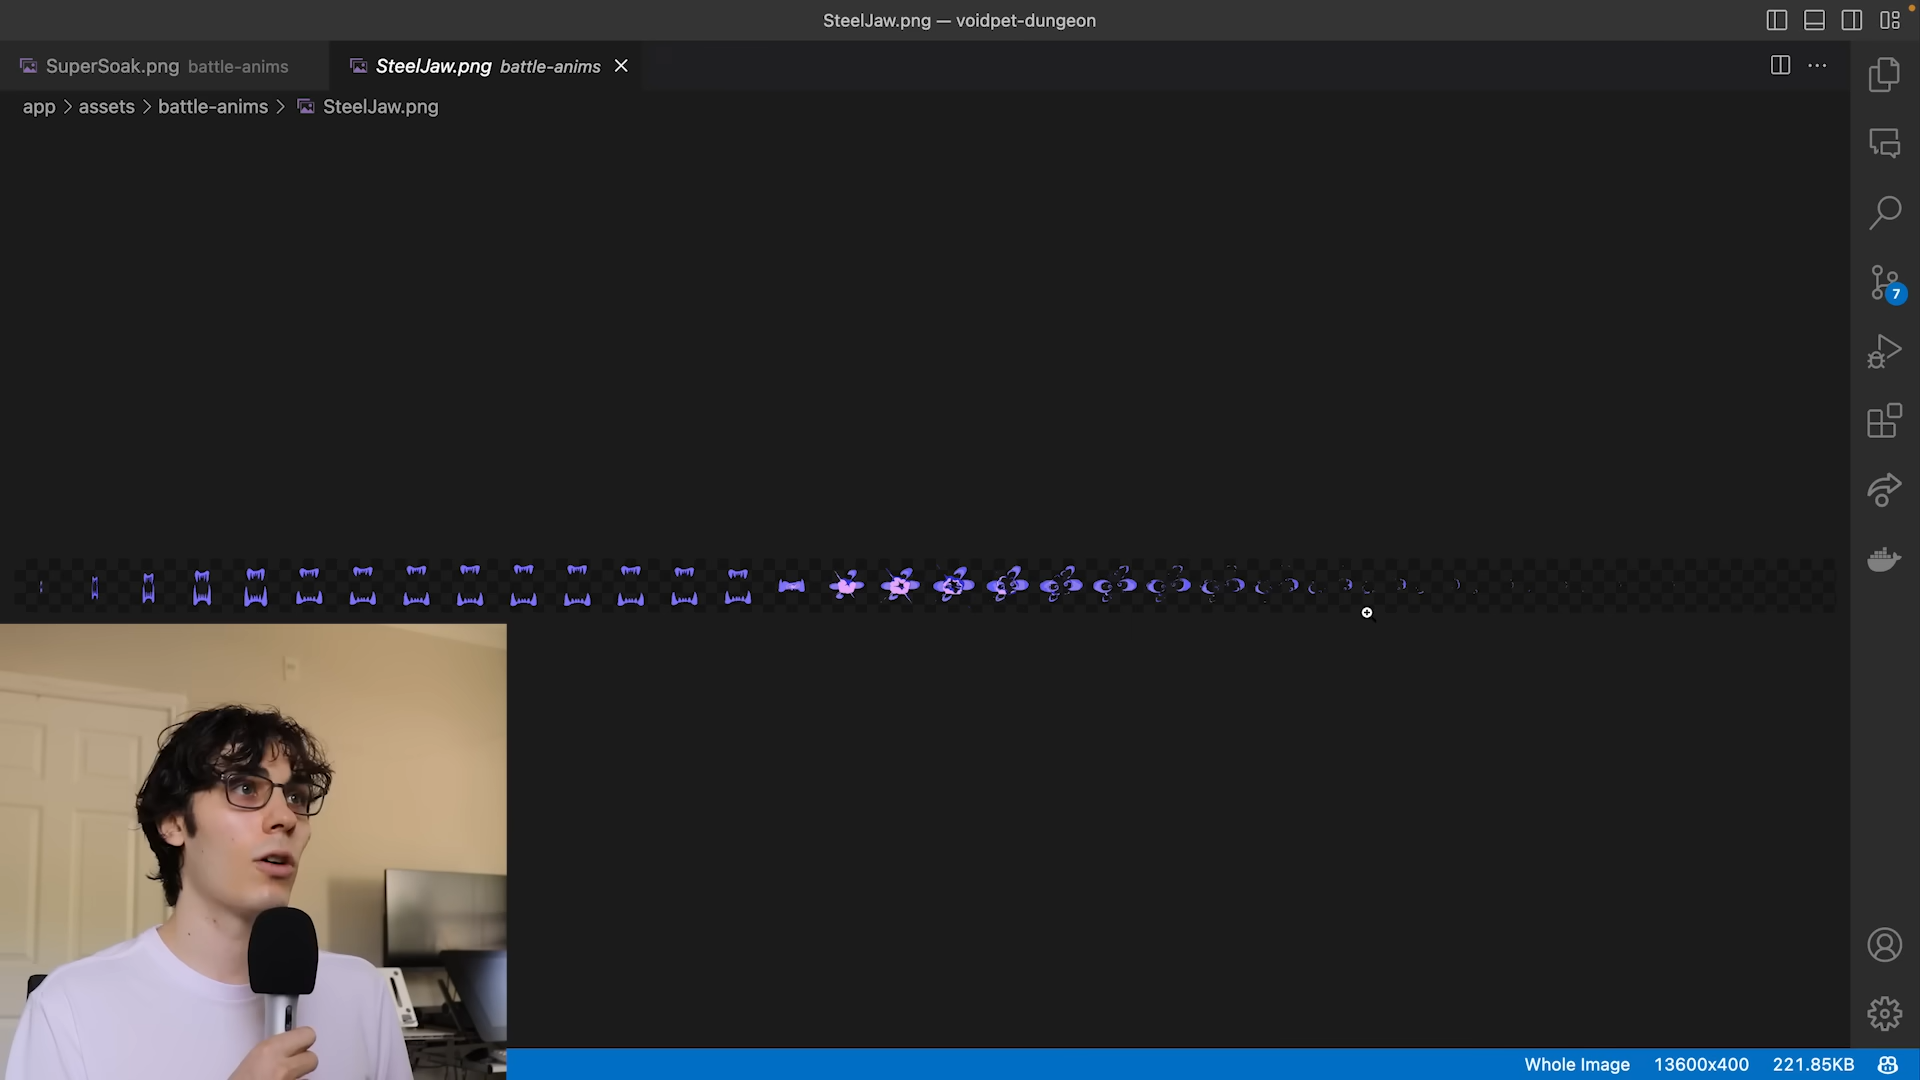 SteelJaw.png — voidpet-dungeon
SuperSoak.png battle-anims
SteelJaw.png battle-anims
app > assets > battle-anims > SteelJaw.png
7
Whole Image 13600x400 221.85KB